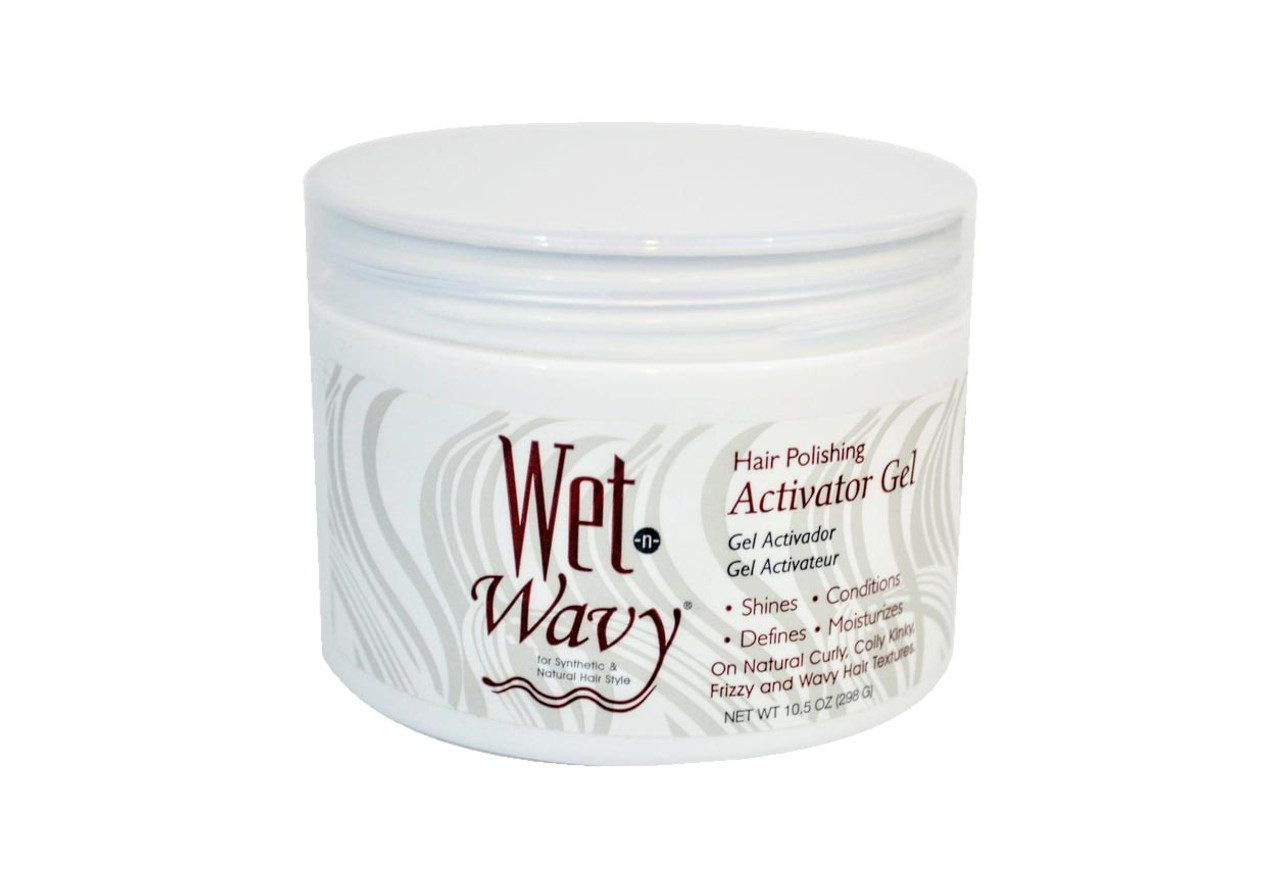 Wet
-n-
Wavy®
for Synthetic &
Natural Hair Style
Hair Polishing
Activator Gel
Gel Activador
Gel Activateur
• Shines • Conditions
• Defines • Moisturizes
On Natural Curly, Coily Kinky,
Frizzy and Wavy Hair Textures.
NET WT 10.5 OZ (298 G)